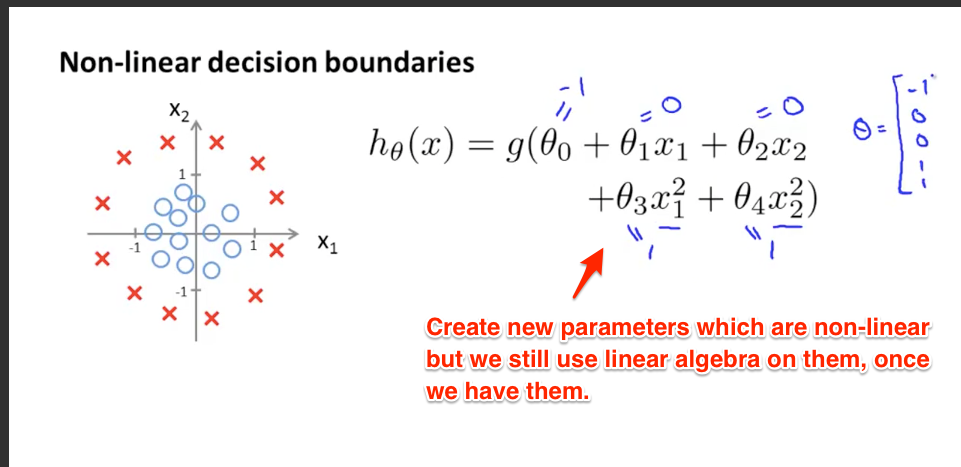 Non-linear decision boundaries
X₂
1
-1
1
-1
X₁
-1
=
= 0
= 0
hθ(x) = g(θ₀ + θ₁x₁ + θ₂x₂
+θ₃x₁² + θ₄x₂²)
= 1
= 1
θ = [-1 0 0 1 1]
Create new parameters which are non-linear
but we still use linear algebra on them, once
we have them.